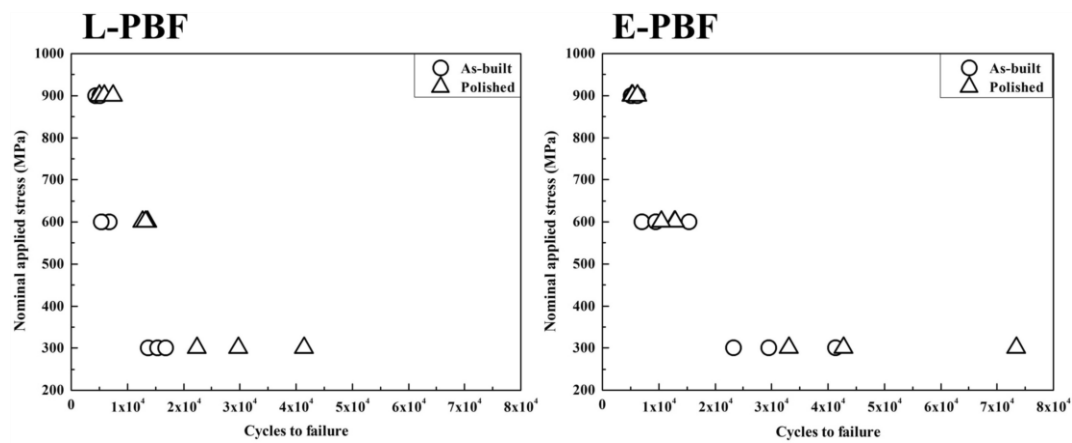 L-PBF
As-built
Polished
Nominal applied stress (MPa)
1000
900
800
700
600
500
400
300
200
0
1x10⁴
2x10⁴
3x10⁴
4x10⁴
5x10⁴
6x10⁴
7x10⁴
8x10⁴
Cycles to failure
E-PBF
As-built
Polished
Nominal applied stress (MPa)
1000
900
800
700
600
500
400
300
200
0
1x10⁴
2x10⁴
3x10⁴
4x10⁴
5x10⁴
6x10⁴
7x10⁴
8x10⁴
Cycles to failure